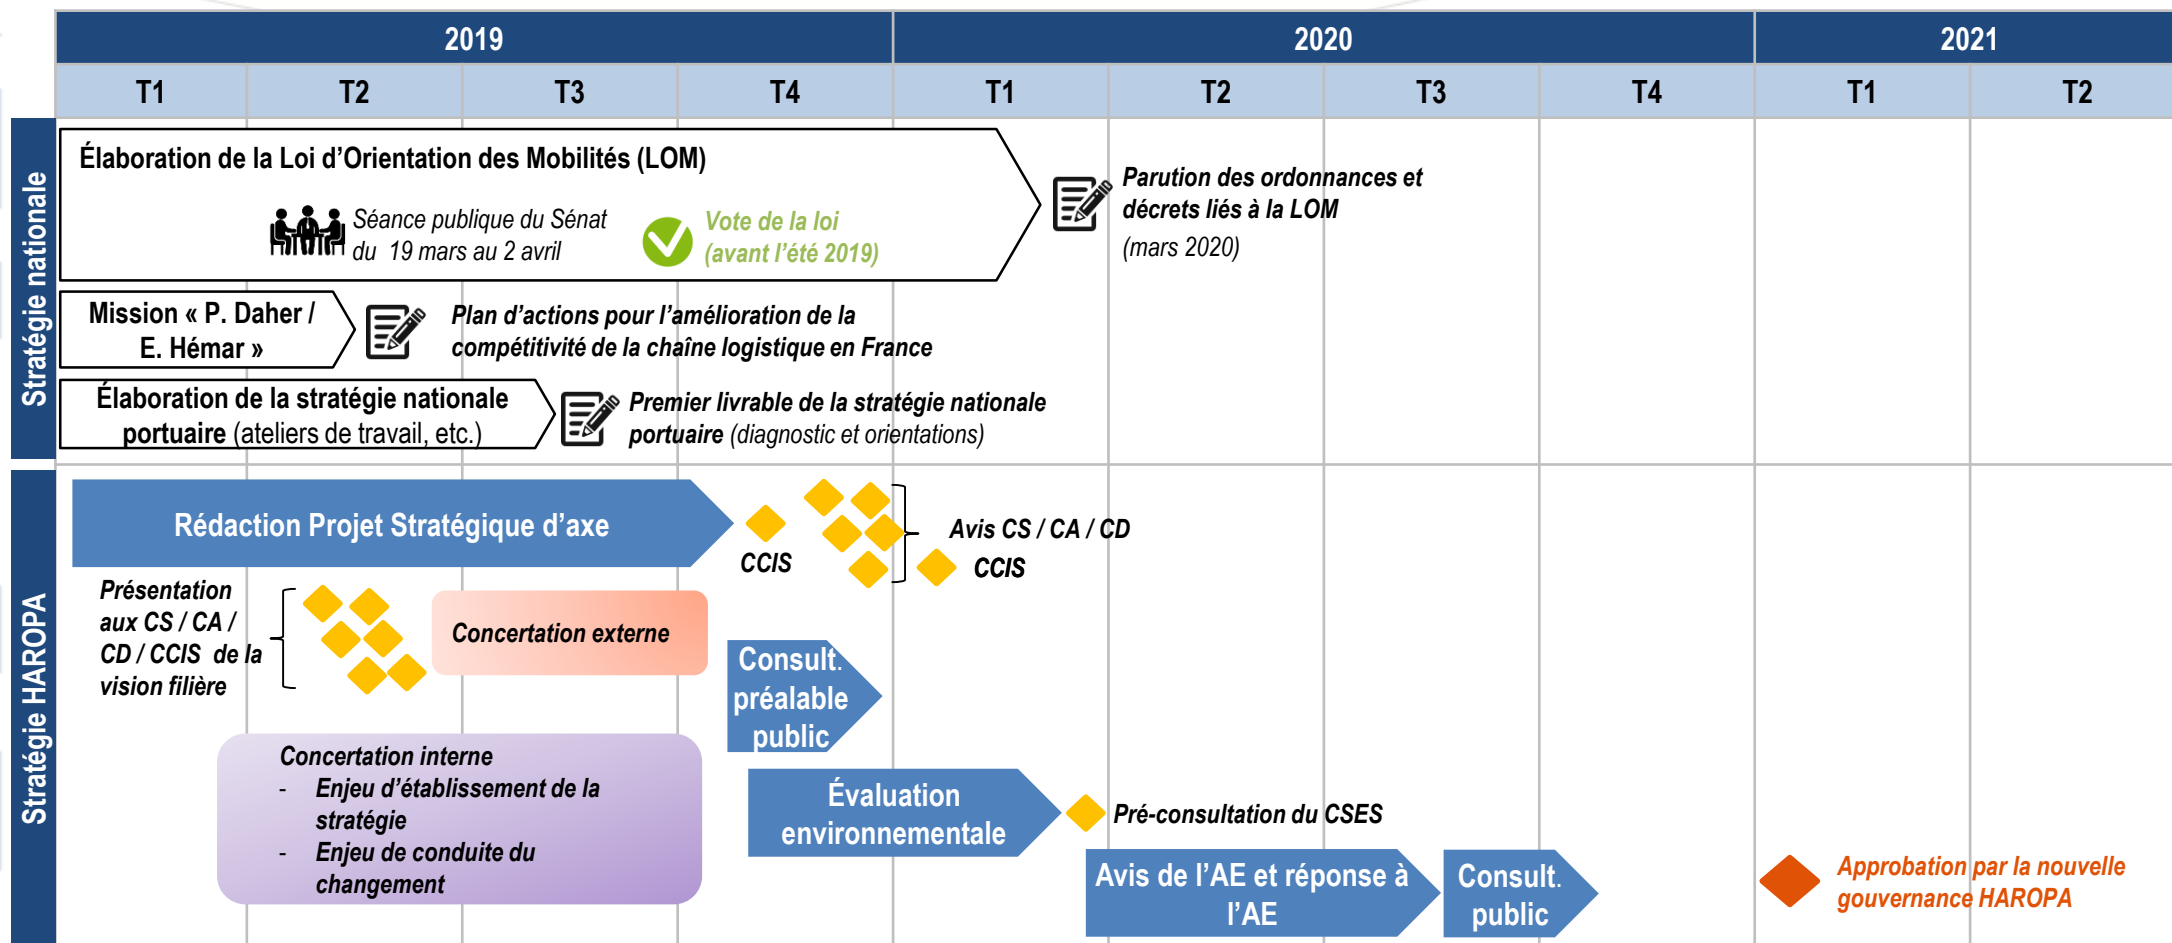 2019
2020
2021
T1
T2
T3
T4
T1
T2
T3
T4
T1
T2
Stratégie nationale
Élaboration de la Loi d’Orientation des Mobilités (LOM)
Séance publique du Sénat
du 19 mars au 2 avril
Vote de la loi
(avant l’été 2019)
Parution des ordonnances et
décrets liés à la LOM
(mars 2020)
Mission « P. Daher /
E. Hémar »
Plan d’actions pour l’amélioration de la
compétitivité de la chaîne logistique en France
Élaboration de la stratégie nationale
portuaire (ateliers de travail, etc.)
Premier livrable de la stratégie nationale
portuaire (diagnostic et orientations)
Stratégie HAROPA
Rédaction Projet Stratégique d’axe
CCIS
Avis CS / CA / CD
CCIS
Présentation
aux CS / CA /
CD / CCIS de la
vision filière
Concertation externe
Consult.
préalable
public
Concertation interne
- Enjeu d’établissement de la
stratégie
- Enjeu de conduite du
changement
Évaluation
environnementale
Pré-consultation du CSES
Avis de l’AE et réponse à
l’AE
Consult.
public
Approbation par la nouvelle
gouvernance HAROPA